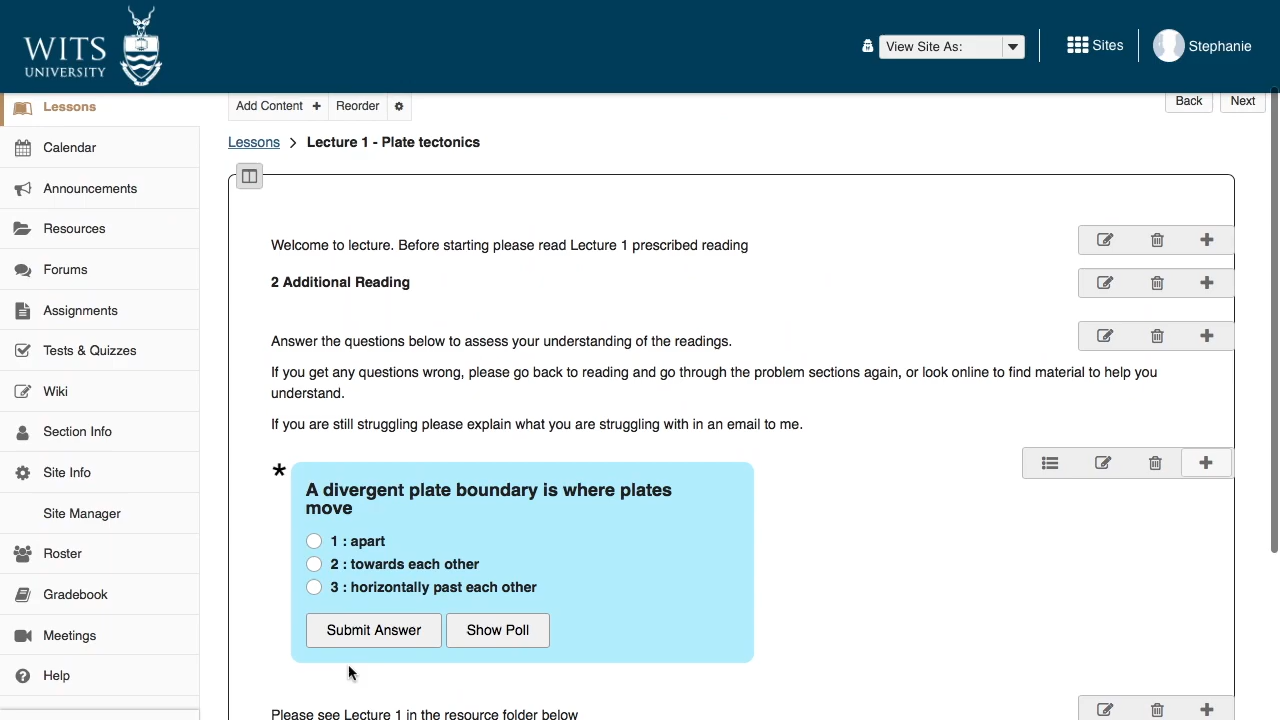 WITS
UNIVERSITY
View Site As:
Sites
Stephanie
Lessons
Calendar
Announcements
Resources
Forums
Assignments
Tests & Quizzes
Wiki
Section Info
Site Info
Site Manager
Roster
Gradebook
Meetings
Help
Add Content +
Reorder
Back
Next
Lessons > Lecture 1 - Plate tectonics
Welcome to lecture. Before starting please read Lecture 1 prescribed reading
2 Additional Reading
Answer the questions below to assess your understanding of the readings.
If you get any questions wrong, please go back to reading and go through the problem sections again, or look online to find material to help you
understand.
If you are still struggling please explain what you are struggling with in an email to me.
* A divergent plate boundary is where plates
move
1 : apart
2 : towards each other
3 : horizontally past each other
Submit Answer
Show Poll
Please see Lecture 1 in the resource folder below